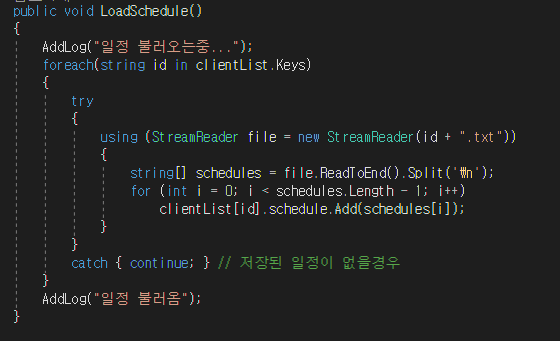 public void LoadSchedule()
{
AddLog("일정 불러오는중...");
foreach(string id in clientList.Keys)
{
try
{
using (StreamReader file = new StreamReader(id + ".txt"))
{
string[] schedules = file.ReadToEnd().Split('₩n');
for (int i = 0; i < schedules.Length - 1; i++)
clientList[id].schedule.Add(schedules[i]);
}
}
catch { continue; } // 저장된 일정이 없을경우
}
AddLog("일정 불러옴");
}